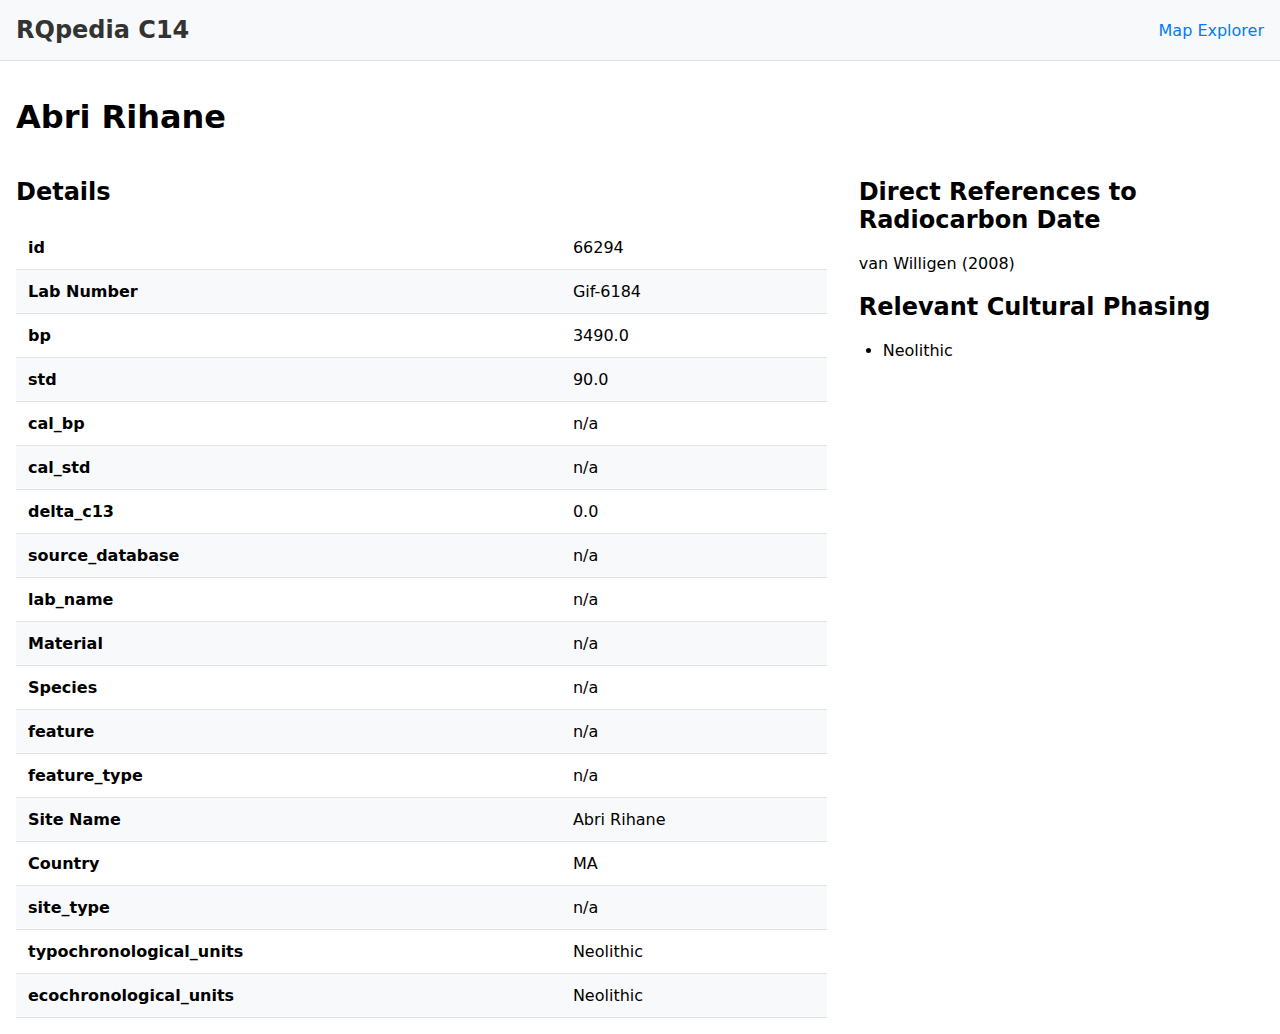 RQpedia C14
Map Explorer
Abri Rihane
Details
id 66294
Lab Number Gif-6184
bp 3490.0
std 90.0
cal_bp n/a
cal_std n/a
delta_c13 0.0
source_database n/a
lab_name n/a
Material n/a
Species n/a
feature n/a
feature_type n/a
Site Name Abri Rihane
Country MA
site_type n/a
typochronological_units Neolithic
ecochronological_units Neolithic
Direct References to
Radiocarbon Date
van Willigen (2008)
Relevant Cultural Phasing
• Neolithic